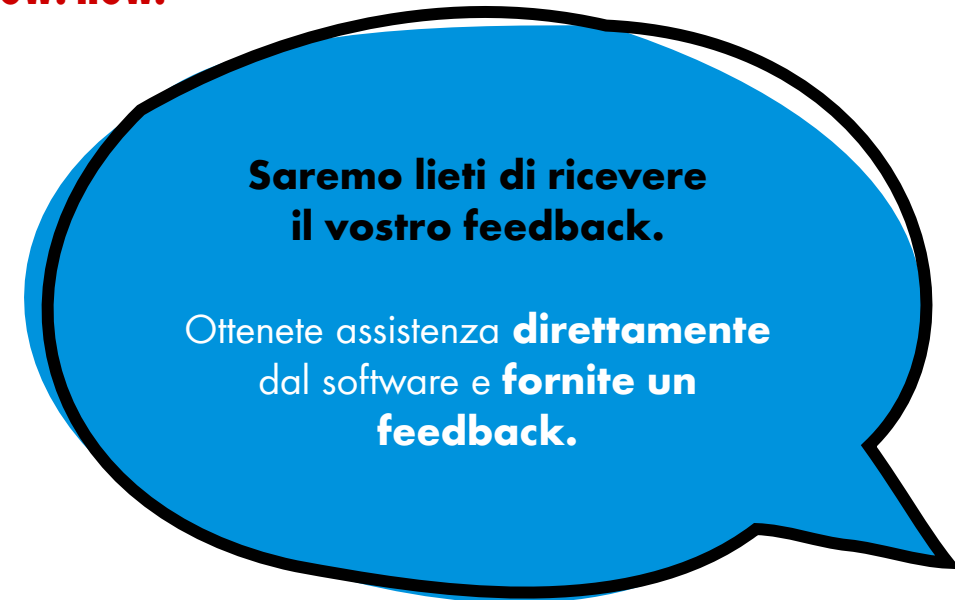 Saremo lieti di ricevere
il vostro feedback.
Ottenete assistenza direttamente
dal software e fornite un
feedback.